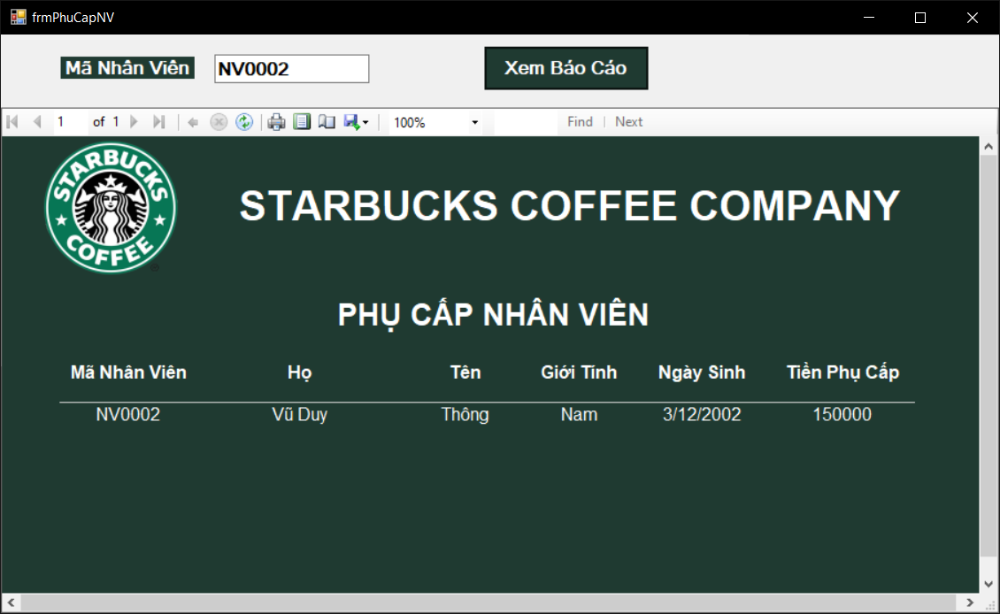 frmPhuCapNV
Mã Nhân Viên NV0002 Xem Báo Cáo
1 of 1 100% Find | Next
STARBUCKS COFFEE
STARBUCKS COFFEE COMPANY
PHỤ CẤP NHÂN VIÊN
Mã Nhân Viên Họ Tên Giới Tính Ngày Sinh Tiền Phụ Cấp
NV0002 Vũ Duy Thông Nam 3/12/2002 150000